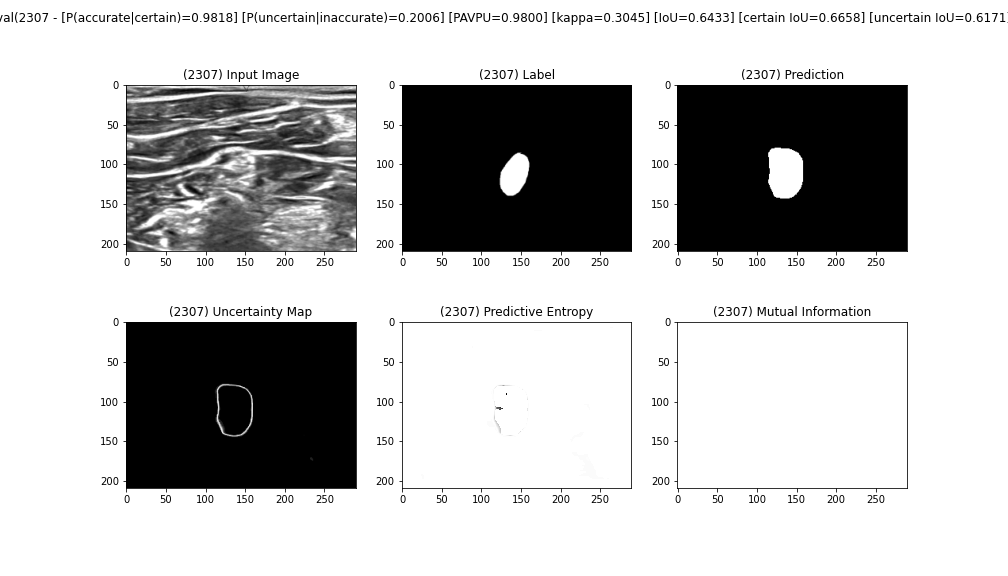 val(2307 - [P(accurate|certain)=0.9818] [P(uncertain|inaccurate)=0.2006] [PAVPU=0.9800] [kappa=0.3045] [IoU=0.6433] [certain IoU=0.6658] [uncertain IoU=0.6171]
(2307) Input Image
(2307) Label
(2307) Prediction
0
50
100
150
200
0 50 100 150 200 250
0
50
100
150
200
0 50 100 150 200 250
0
50
100
150
200
0 50 100 150 200 250
(2307) Uncertainty Map
(2307) Predictive Entropy
(2307) Mutual Information
0
50
100
150
200
0 50 100 150 200 250
0
50
100
150
200
0 50 100 150 200 250
0
50
100
150
200
0 50 100 150 200 250